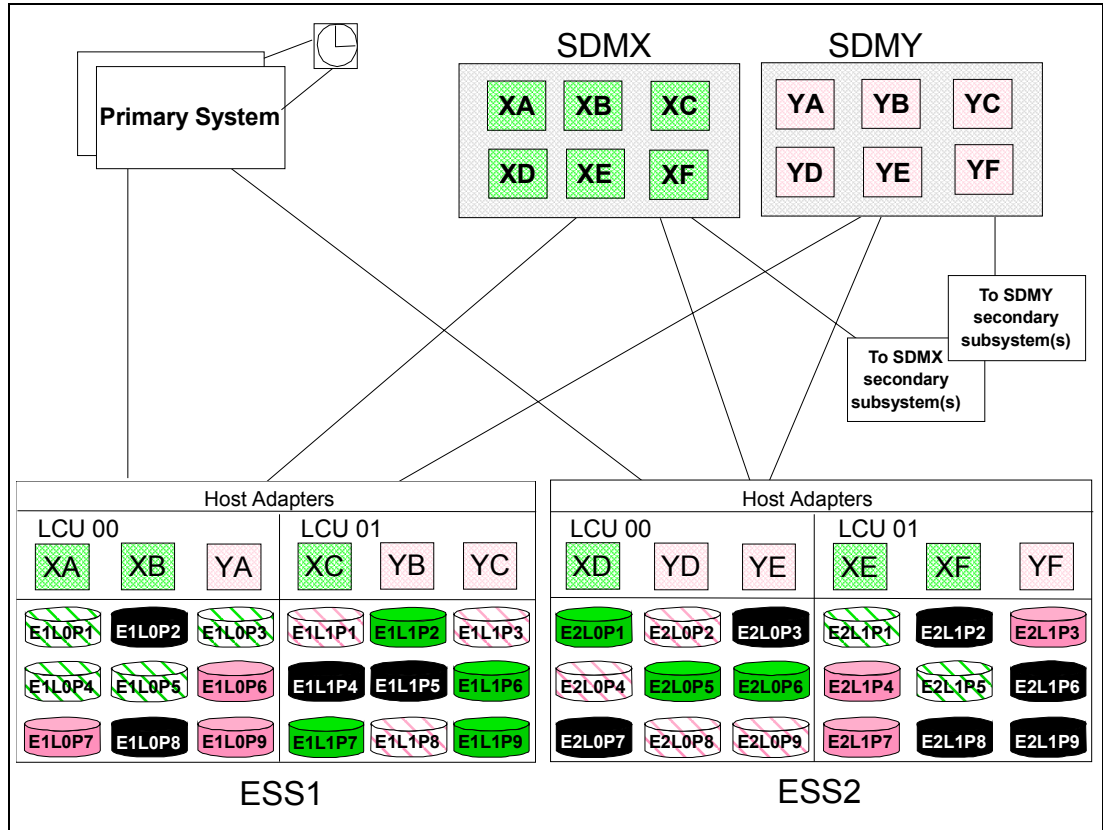 SDMX
SDMY
Primary System
XA XB XC
YA YB YC
XD XE XF
YD YE YF
To SDMY
secondary
subsystem(s)
To SDMX
secondary
subsystem(s)
Host Adapters
LCU 00
LCU 01
XA XB YA
XC YB YC
E1L0P1 E1L0P2 E1L0P3
E1L1P1 E1L1P2 E1L1P3
E1L0P4 E1L0P5 E1L0P6
E1L1P4 E1L1P5 E1L1P6
E1L0P7 E1L0P8 E1L0P9
E1L1P7 E1L1P8 E1L1P9
ESS1
Host Adapters
LCU 00
LCU 01
XD YD YE
XE XF YF
E2L0P1 E2L0P2 E2L0P3
E2L1P1 E2L1P2 E2L1P3
E2L0P4 E2L0P5 E2L0P6
E2L1P4 E2L1P5 E2L1P6
E2L0P7 E2L0P8 E2L0P9
E2L1P7 E2L1P8 E2L1P9
ESS2